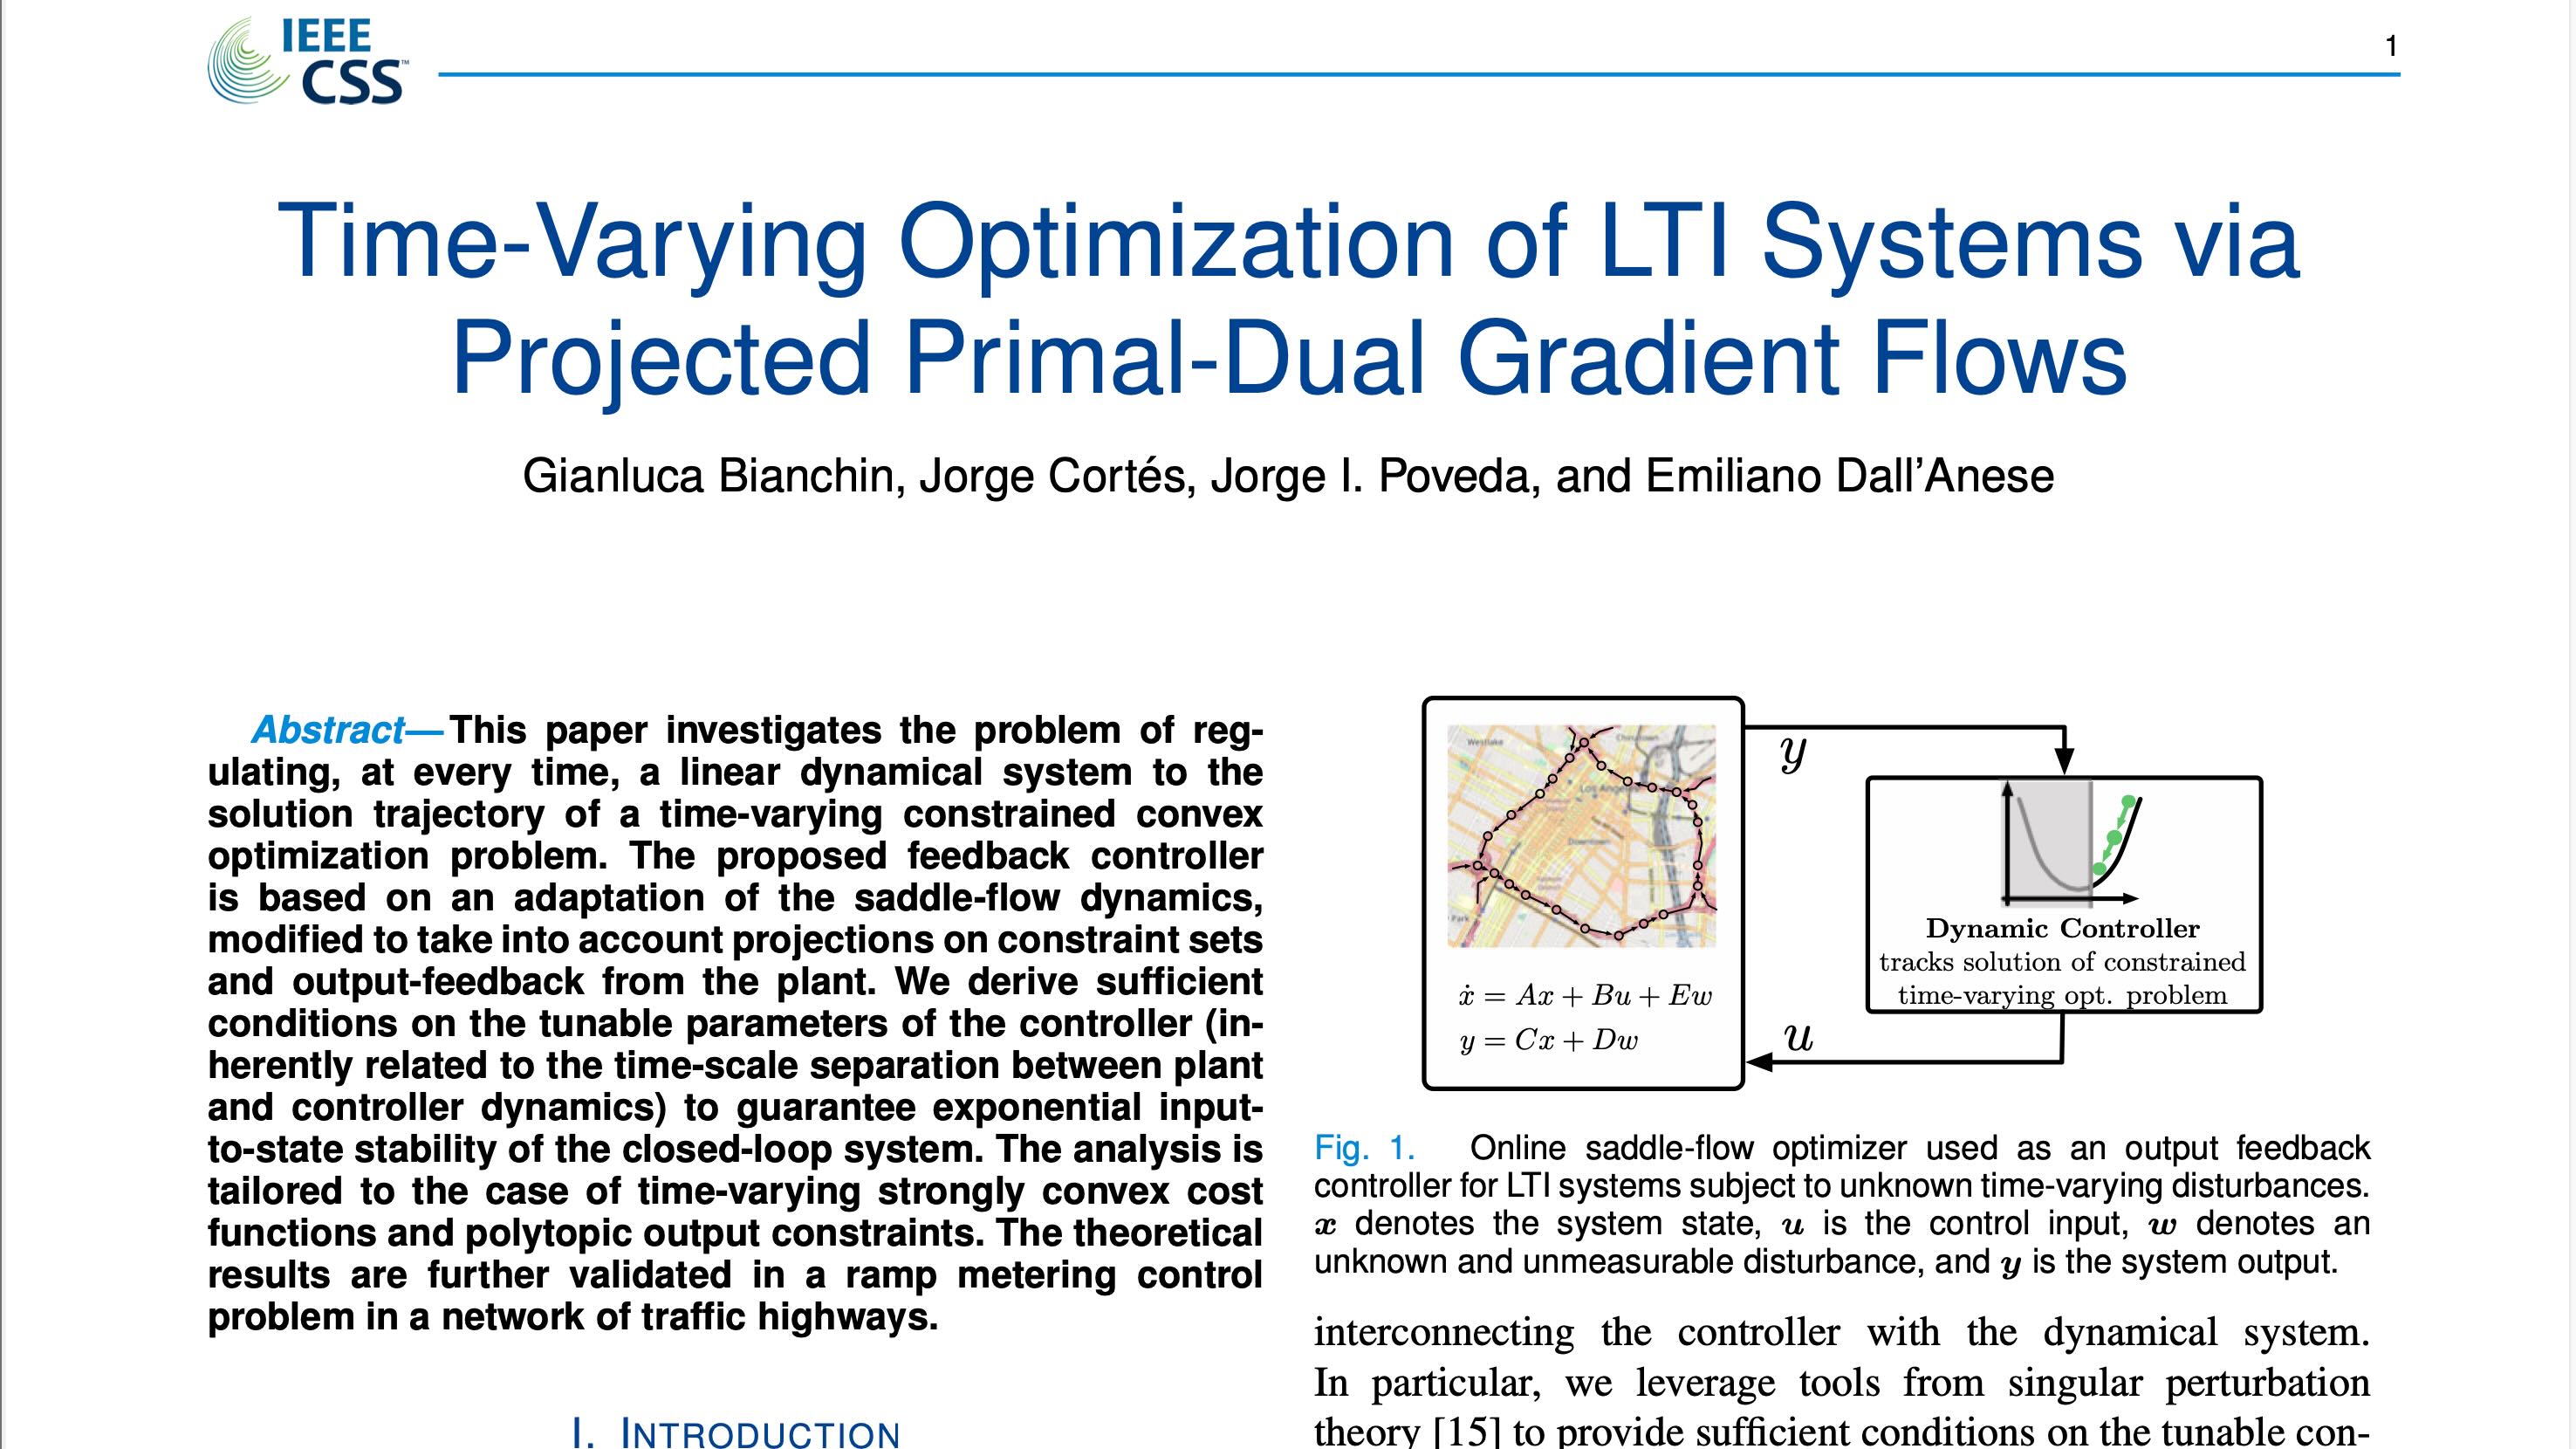 IEEE
CSS™
1
Time-Varying Optimization of LTI Systems via
Projected Primal-Dual Gradient Flows
Gianluca Bianchin, Jorge Cortés, Jorge I. Poveda, and Emiliano Dall'Anese
Abstract—This paper investigates the problem of reg-
ulating, at every time, a linear dynamical system to the
solution trajectory of a time-varying constrained convex
optimization problem. The proposed feedback controller
is based on an adaptation of the saddle-flow dynamics,
modified to take into account projections on constraint sets
and output-feedback from the plant. We derive sufficient
conditions on the tunable parameters of the controller (in-
herently related to the time-scale separation between plant
and controller dynamics) to guarantee exponential input-
to-state stability of the closed-loop system. The analysis is
tailored to the case of time-varying strongly convex cost
functions and polytopic output constraints. The theoretical
results are further validated in a ramp metering control
problem in a network of traffic highways.
I. INTRODUCTION
Westlake
Los Angeles
Downtown
Park
ẋ = Ax + Bu + Ew
y = Cx + Dw
y
Dynamic Controller
tracks solution of constrained
time-varying opt. problem
u
Fig. 1. Online saddle-flow optimizer used as an output feedback
controller for LTI systems subject to unknown time-varying disturbances.
x denotes the system state, u is the control input, w denotes an
unknown and unmeasurable disturbance, and y is the system output.
interconnecting the controller with the dynamical system.
In particular, we leverage tools from singular perturbation
theory [15] to provide sufficient conditions on the tunable con-